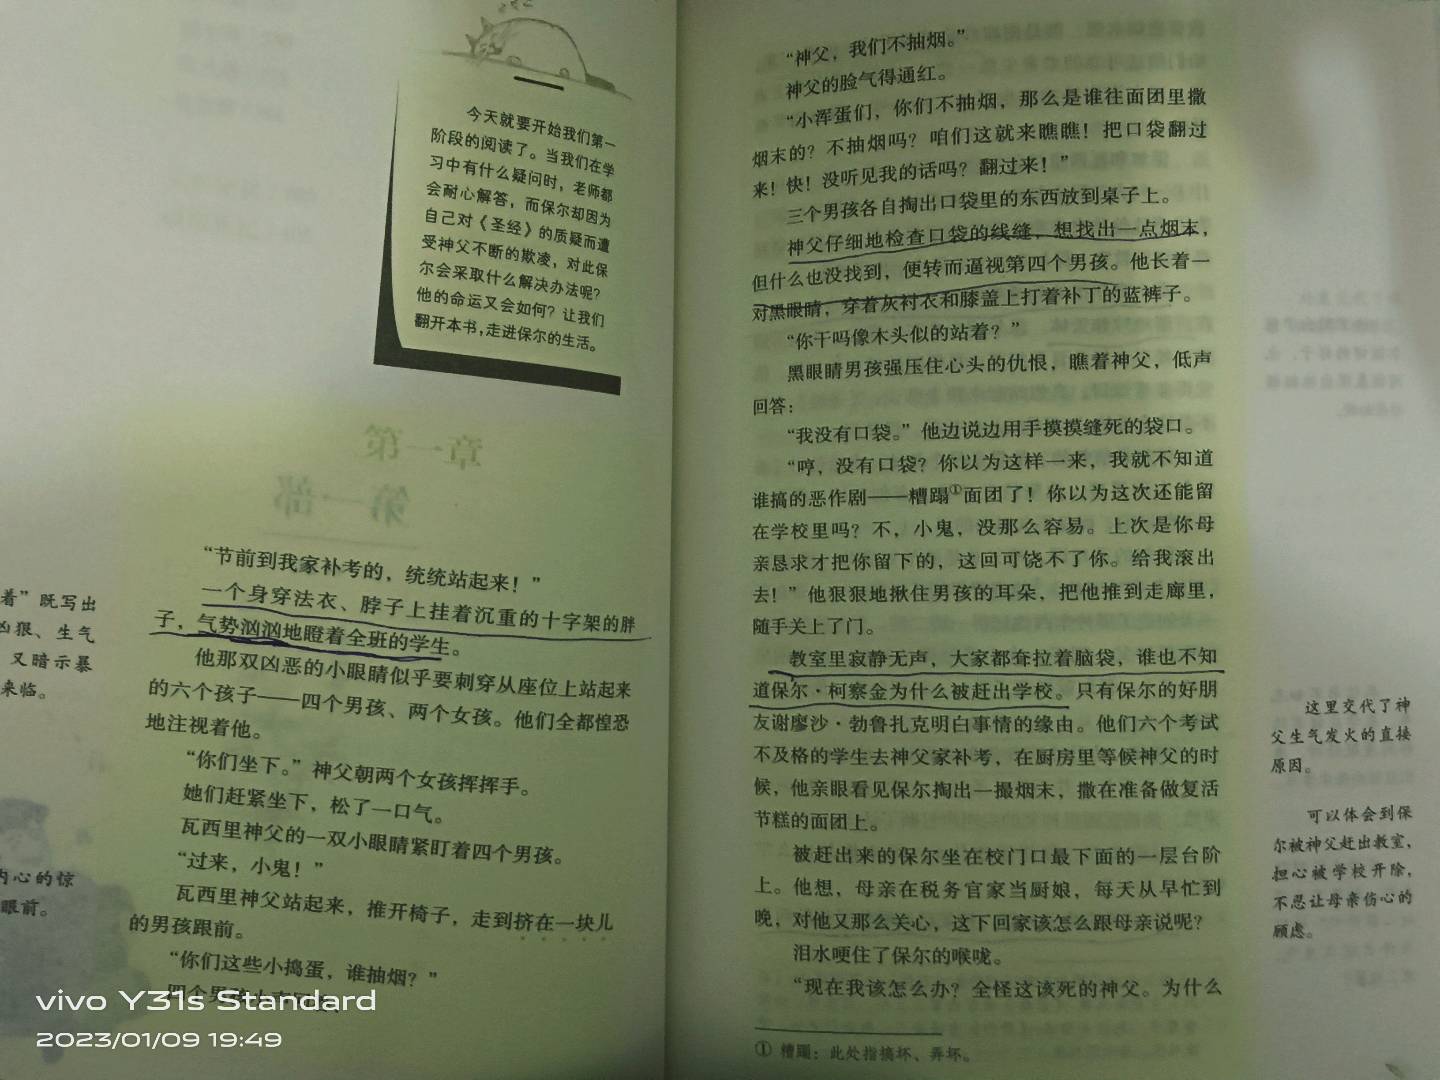 今天就要开始我们第一
阶段的阅读了。当我们在学
习中有什么疑问时，老师都
会耐心解答，而保尔却因为
自己对《圣经》的质疑而遭
受神父不断的欺凌，对此保
尔会采取什么解决办法呢？
他的命运又会如何？让我们
翻开本书，走进保尔的生活。
“节前到我家补考的，统统站起来！”
一个身穿法衣、脖子上挂着沉重的十字架的胖
子，气势汹汹地瞪着全班的学生。
他那双凶恶的小眼睛似乎要刺穿从座位上站起来
的六个孩子——四个男孩、两个女孩。他们全都惶恐
地注视着他。
“你们坐下。”神父朝两个女孩挥挥手。
她们赶紧坐下，松了一口气。
瓦西里神父的一双小眼睛紧盯着四个男孩。
“过来，小鬼！”
瓦西里神父站起来，推开椅子，走到挤在一块儿
的男孩跟前。
“你们这些小捣蛋，谁抽烟？”
四个男孩
着”既写出
凶狠、生气
又暗示暴
来临。
内心的惊
眼前。
vivo Y31s Standard
2023/01/09 19:49
“神父，我们不抽烟。”
神父的脸气得通红。
“小浑蛋们，你们不抽烟，那么是谁往面团里撒
烟末的？不抽烟吗？咱们这就来瞧瞧！把口袋翻过
来！快！没听见我的话吗？翻过来！”
三个男孩各自掏出口袋里的东西放到桌子上。
神父仔细地检查口袋的线缝，想找出一点烟末，
但什么也没找到，便转而逼视第四个男孩。他长着一
对黑眼睛，穿着灰衬衣和膝盖上打着补丁的蓝裤子。
“你干吗像木头似的站着？”
黑眼睛男孩强压住心头的仇恨，瞧着神父，低声
回答：
“我没有口袋。”他边说边用手摸摸缝死的袋口。
“哼，没有口袋？你以为这样一来，我就不知道
谁搞的恶作剧——糟蹋①面团了！你以为这次还能留
在学校里吗？不，小鬼，没那么容易。上次是你母
亲恳求才把你留下的，这回可饶不了你。给我滚出
去！”他狠狠地揪住男孩的耳朵，把他推到走廊里，
随手关上了门。
教室里寂静无声，大家都耷拉着脑袋，谁也不知
道保尔·柯察金为什么被赶出学校。只有保尔的好朋
友谢廖沙·勃鲁扎克明白事情的缘由。他们六个考试
不及格的学生去神父家补考，在厨房里等候神父的时
候，他亲眼看见保尔掏出一撮烟末，撒在准备做复活
节糕的面团上。
被赶出来的保尔坐在校门口最下面的一层台阶
上。他想，母亲在税务官家当厨娘，每天从早忙到
晚，对他又那么关心，这下回家该怎么跟母亲说呢？
泪水哽住了保尔的喉咙。
“现在我该怎么办？全怪这该死的神父。为什么
① 糟蹋：此处指搞坏、弄坏。
这里交代了神
父生气发火的直接
原因。
可以体会到保
尔被神父赶出教室，
担心被学校开除，
不忍让母亲伤心的
顾虑。